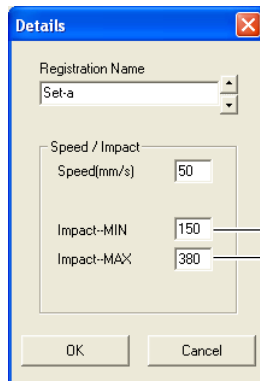 Details
Registration Name
Set-a
Speed / Impact
Speed(mm/s) 50
Impact--MIN 150
Impact--MAX 380
OK Cancel